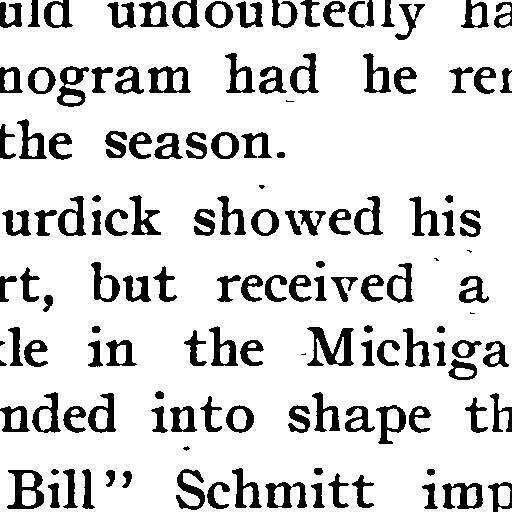 uld undoubtedly ha
nogram had he rem
the season.
urdick showed his
rt, but received a
kle in the Michiga
nded into shape th
Bill” Schmitt imp